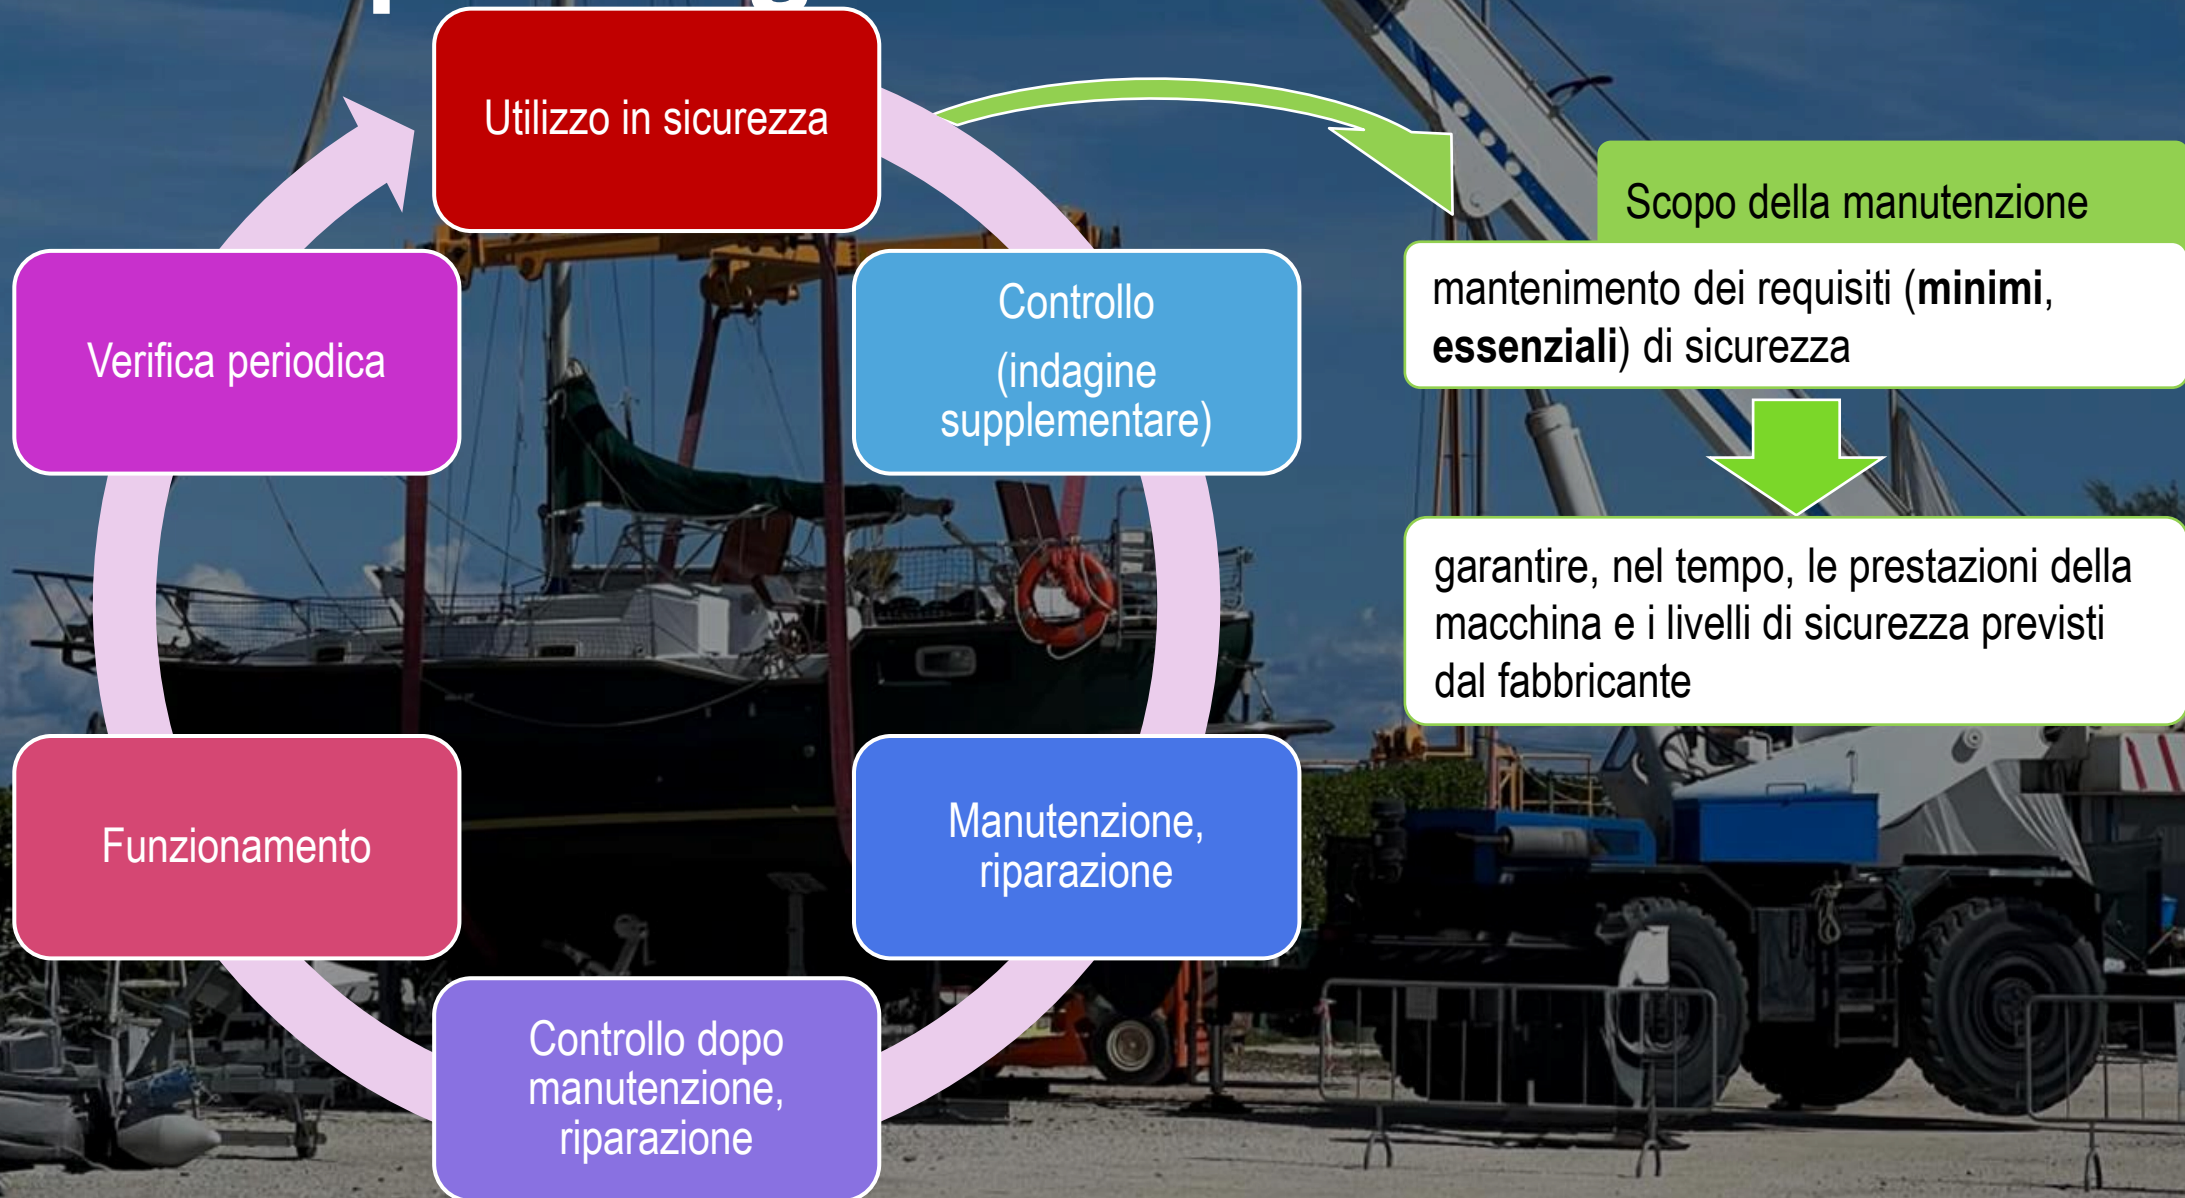 Utilizzo in sicurezza
Controllo
(indagine
supplementare)
Manutenzione,
riparazione
Controllo dopo
manutenzione,
riparazione
Funzionamento
Verifica periodica
Scopo della manutenzione
mantenimento dei requisiti (minimi,
essenziali) di sicurezza
garantire, nel tempo, le prestazioni della
macchina e i livelli di sicurezza previsti
dal fabbricante